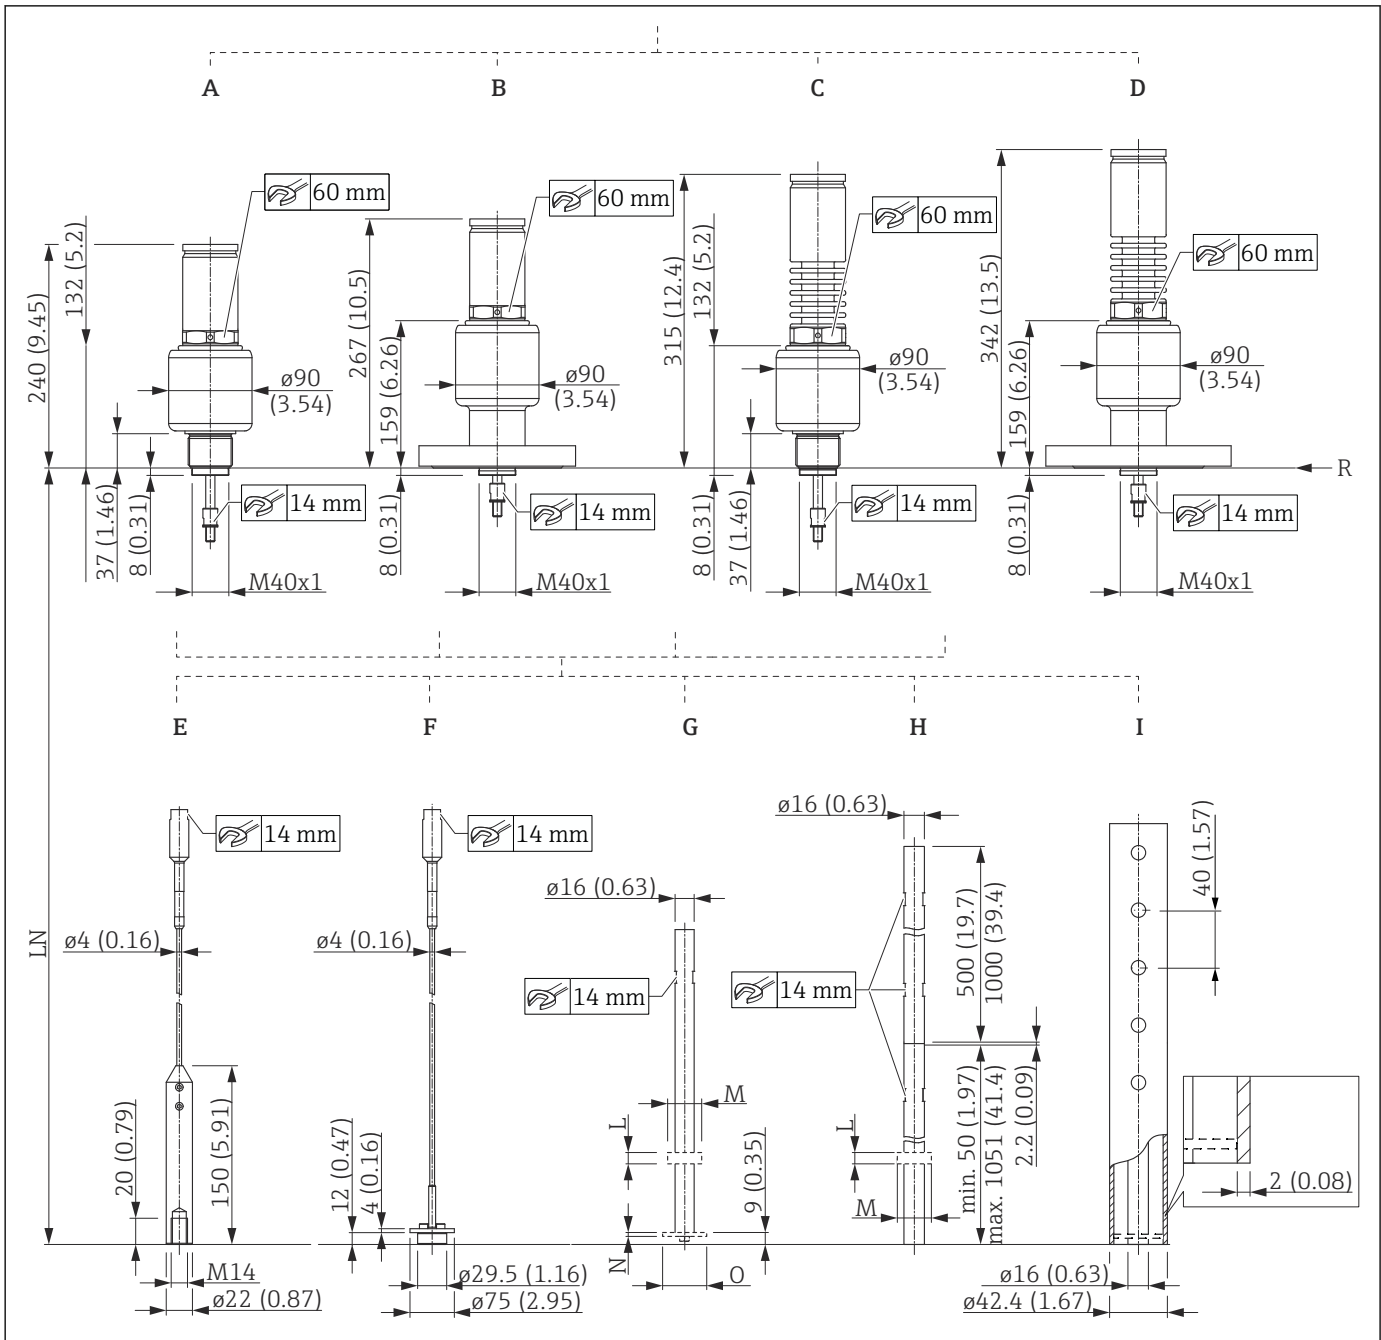 A
B
C
D
60 mm
60 mm
60 mm
60 mm
240 (9.45)
132 (5.2)
ø90
(3.54)
37 (1.46)
8 (0.31)
14 mm
M40x1
267 (10.5)
159 (6.26)
ø90
(3.54)
8 (0.31)
14 mm
M40x1
315 (12.4)
132 (5.2)
ø90
(3.54)
8 (0.31)
37 (1.46)
14 mm
M40x1
342 (13.5)
159 (6.26)
ø90
(3.54)
8 (0.31)
14 mm
M40x1
R
LN
E
F
G
H
I
14 mm
ø4 (0.16)
20 (0.79)
150 (5.91)
M14
ø22 (0.87)
14 mm
ø4 (0.16)
12 (0.47)
4 (0.16)
ø29.5 (1.16)
ø75 (2.95)
ø16 (0.63)
14 mm
M
L
9 (0.35)
N
O
ø16 (0.63)
14 mm
500 (19.7)
1000 (39.4)
L
M
min. 50 (1.97)
max. 1051 (41.4)
2.2 (0.09)
40 (1.57)
2 (0.08)
ø16 (0.63)
ø42.4 (1.67)